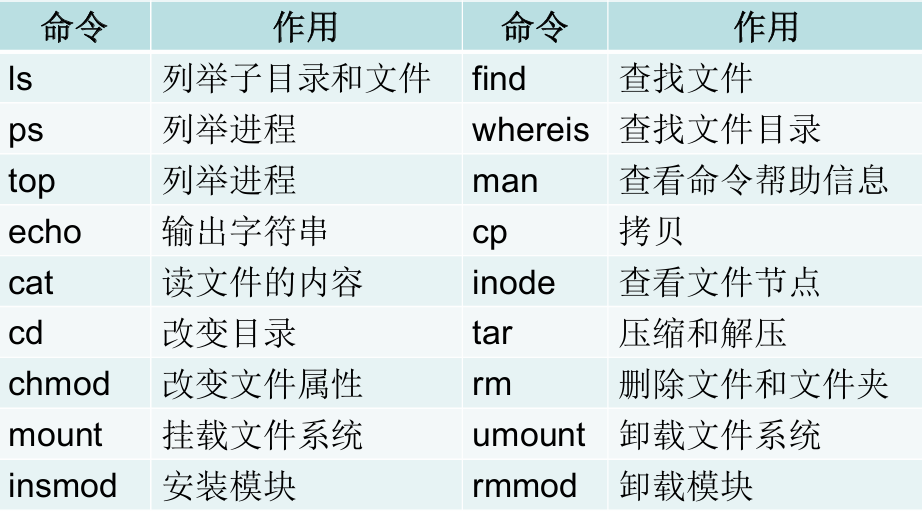 命令 作用 命令 作用
ls 列举子目录和文件 find 查找文件
ps 列举进程 whereis 查找文件目录
top 列举进程 man 查看命令帮助信息
echo 输出字符串 cp 拷贝
cat 读文件的内容 inode 查看文件节点
cd 改变目录 tar 压缩和解压
chmod 改变文件属性 rm 删除文件和文件夹
mount 挂载文件系统 umount 卸载文件系统
insmod 安装模块 rmmod 卸载模块